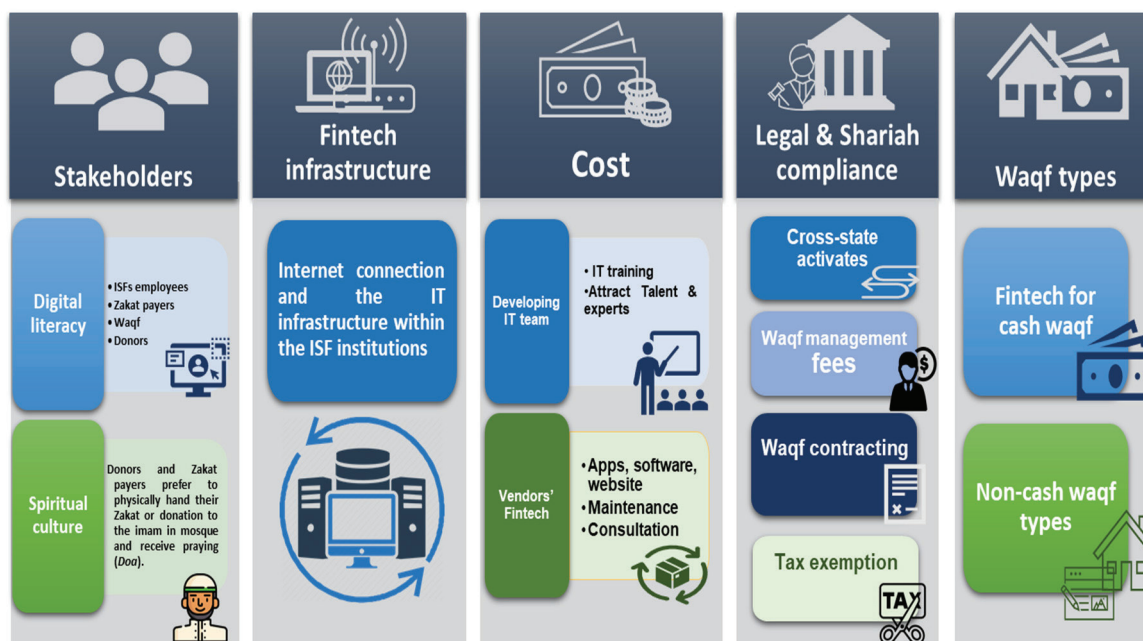 Stakeholders
Digital
literacy
• ISFs employees
• Zakat payers
• Waqf
• Donors
Spiritual
culture
Donors and Zakat
payers prefer to
physically hand their
Zakat or donation to
the imam in mosque
and receive praying
(Doa).
Fintech
infrastructure
Internet connection
and the IT
infrastructure within
the ISF institutions
Cost
Developing
IT team
• IT training
•Attract Talent &
experts
Vendors'
Fintech
• Apps, software,
website
•Maintenance
•Consultation
Legal & Shariah
compliance
Cross-state
activates
Waqf management
fees
$
Waqf contracting
Tax exemption
TAX
Waqf types
Fintech for
cash waqf
Non-cash waqf
types